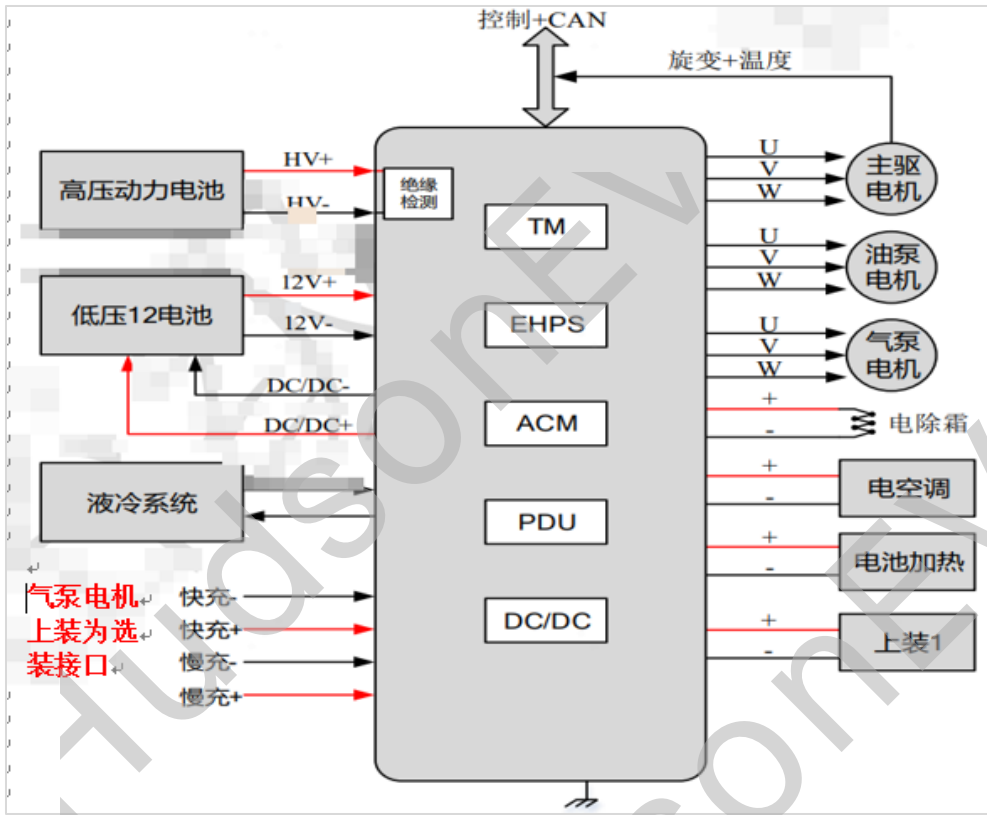 控制+CAN
旋变+温度
高压动力电池
HV+
HV-
绝缘
检测
低压12电池
12V+
12V-
DC/DC-
DC/DC+
液冷系统
气泵电机
上装为选
装接口
快充-
快充+
慢充-
慢充+
TM
EHPS
ACM
PDU
DC/DC
U
V
W
主驱
电机
U
V
W
油泵
电机
U
V
W
气泵
电机
+
-
电除霜
+
-
电空调
+
-
电池加热
+
-
上装1
HudsonEv